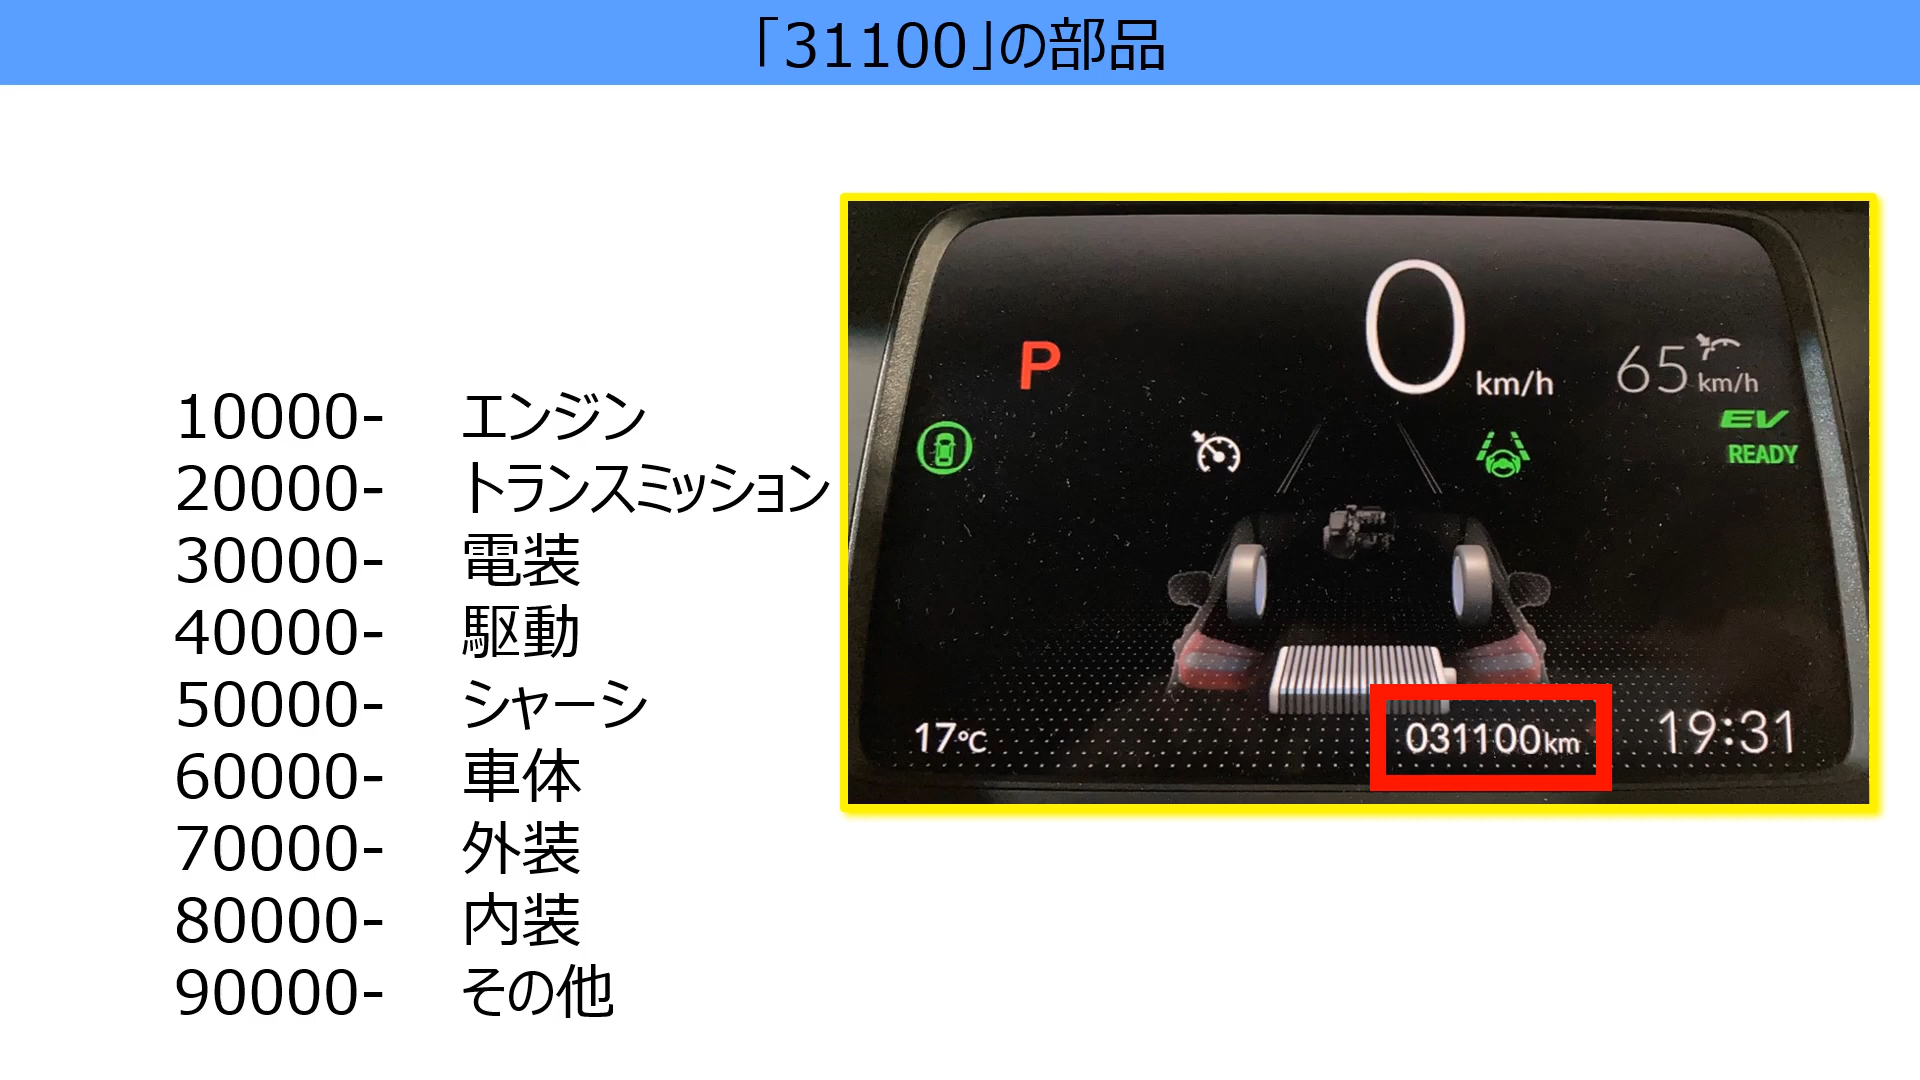 「31100」の部品
10000- エンジン
20000- トランスミッション
30000- 電装
40000- 駆動
50000- シャーシ
60000- 車体
70000- 外装
80000- 内装
90000- その他
0 km/h
P
65 km/h
EV
READY
17℃
031100km
19:31